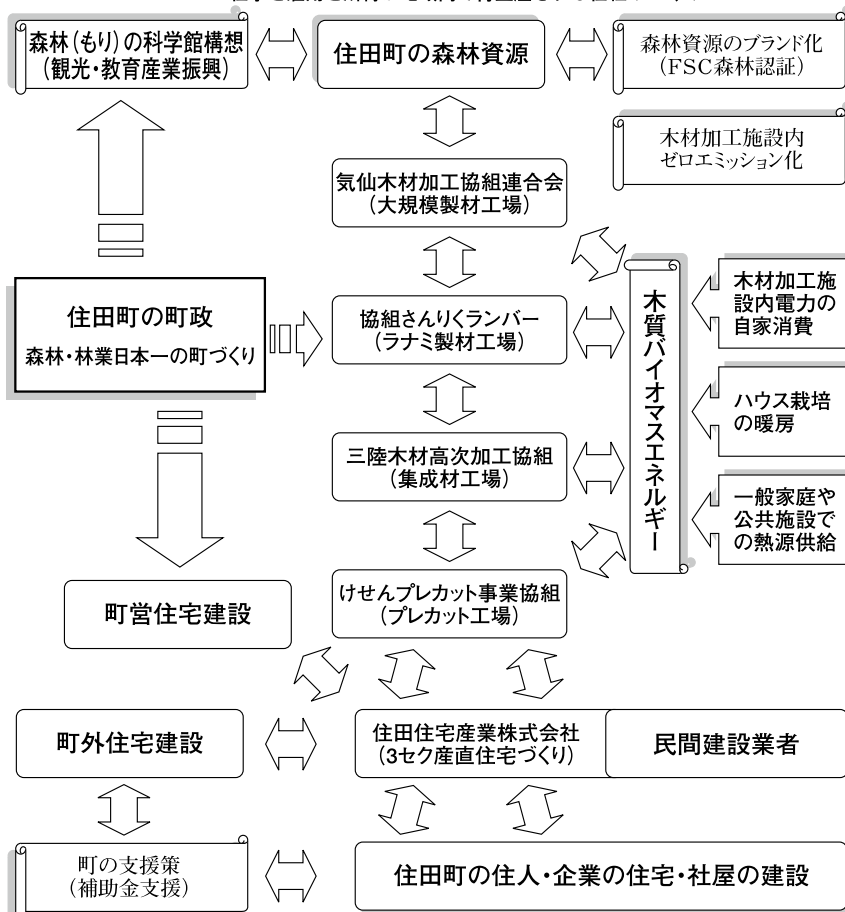 森林（もり）の科学館構想
（観光・教育産業振興）
住田町の森林資源
森林資源のブランド化
（FSC森林認証）
木材加工施設内
ゼロエミッション化
気仙木材加工協組連合会
（大規模製材工場）
住田町の町政
森林・林業日本一の町づくり
協組さんりくランバー
（ラナミ製材工場）
木質バイオマスエネルギー
木材加工施
設内電力の
自家消費
ハウス栽培
の暖房
三陸木材高次加工協組
（集成材工場）
一般家庭や
公共施設で
の熱源供給
町営住宅建設
けせんプレカット事業協組
（プレカット工場）
町外住宅建設
住田住宅産業株式会社
（3セク産直住宅づくり）
民間建設業者
町の支援策
（補助金支援）
住田町の住人・企業の住宅・社屋の建設